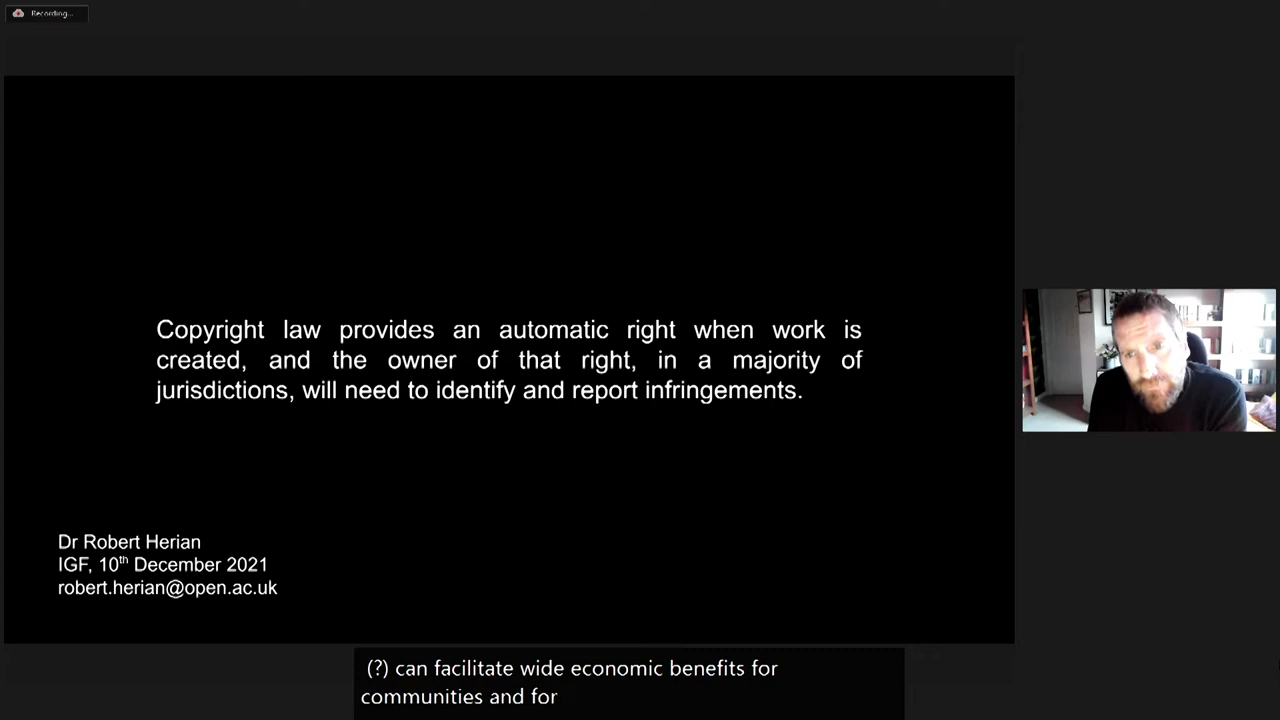 Recording...
Copyright law provides an automatic right when work is
created, and the owner of that right, in a majority of
jurisdictions, will need to identify and report infringements.
Dr Robert Herian
IGF, 10th December 2021
robert.herian@open.ac.uk
(?) can facilitate wide economic benefits for
communities and for